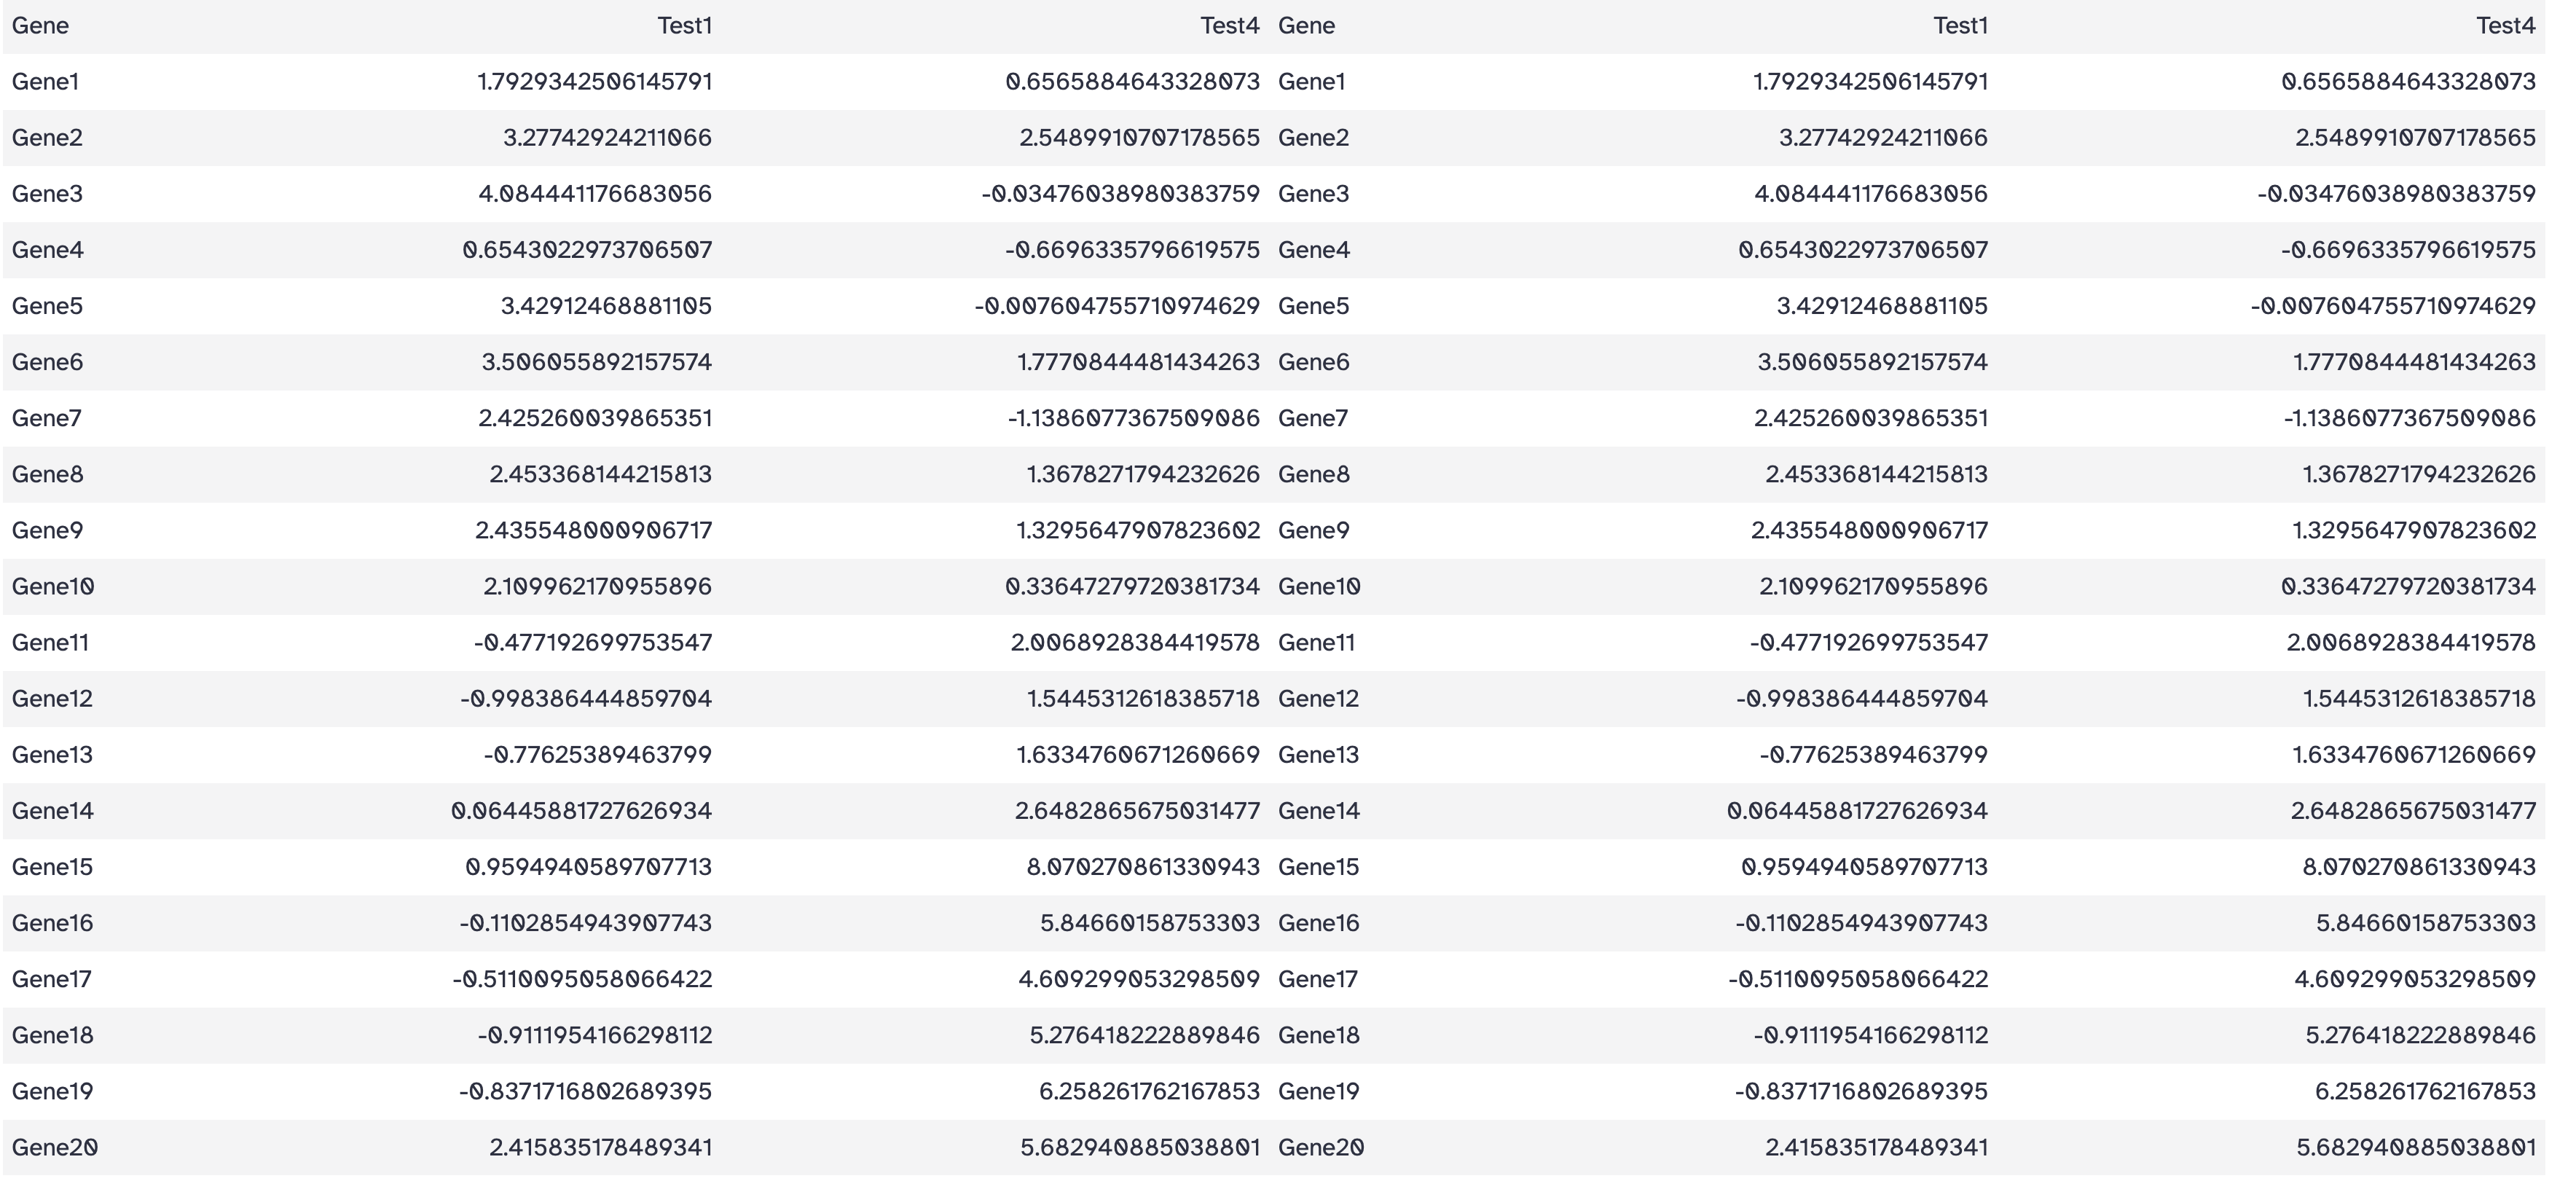 Gene Test1 Test4 Gene Test1 Test4
Gene1 1.7929342506145791 0.6565884643328073 Gene1 1.7929342506145791 0.6565884643328073
Gene2 3.27742924211066 2.5489910707178565 Gene2 3.27742924211066 2.5489910707178565
Gene3 4.084441176683056 -0.03476038980383759 Gene3 4.084441176683056 -0.03476038980383759
Gene4 0.6543022973706507 -0.6696335796619575 Gene4 0.6543022973706507 -0.6696335796619575
Gene5 3.42912468881105 -0.007604755710974629 Gene5 3.42912468881105 -0.007604755710974629
Gene6 3.506055892157574 1.7770844481434263 Gene6 3.506055892157574 1.7770844481434263
Gene7 2.425260039865351 -1.1386077367509086 Gene7 2.425260039865351 -1.1386077367509086
Gene8 2.453368144215813 1.3678271794232626 Gene8 2.453368144215813 1.3678271794232626
Gene9 2.435548000906717 1.3295647907823602 Gene9 2.435548000906717 1.3295647907823602
Gene10 2.109962170955896 0.33647279720381734 Gene10 2.109962170955896 0.33647279720381734
Gene11 -0.477192699753547 2.0068928384419578 Gene11 -0.477192699753547 2.0068928384419578
Gene12 -0.998386444859704 1.5445312618385718 Gene12 -0.998386444859704 1.5445312618385718
Gene13 -0.77625389463799 1.6334760671260669 Gene13 -0.77625389463799 1.6334760671260669
Gene14 0.06445881727626934 2.6482865675031477 Gene14 0.06445881727626934 2.6482865675031477
Gene15 0.9594940589707713 8.070270861330943 Gene15 0.9594940589707713 8.070270861330943
Gene16 -0.1102854943907743 5.84660158753303 Gene16 -0.1102854943907743 5.84660158753303
Gene17 -0.5110095058066422 4.609299053298509 Gene17 -0.5110095058066422 4.609299053298509
Gene18 -0.9111954166298112 5.276418222889846 Gene18 -0.9111954166298112 5.276418222889846
Gene19 -0.8371716802689395 6.258261762167853 Gene19 -0.8371716802689395 6.258261762167853
Gene20 2.415835178489341 5.682940885038801 Gene20 2.415835178489341 5.682940885038801